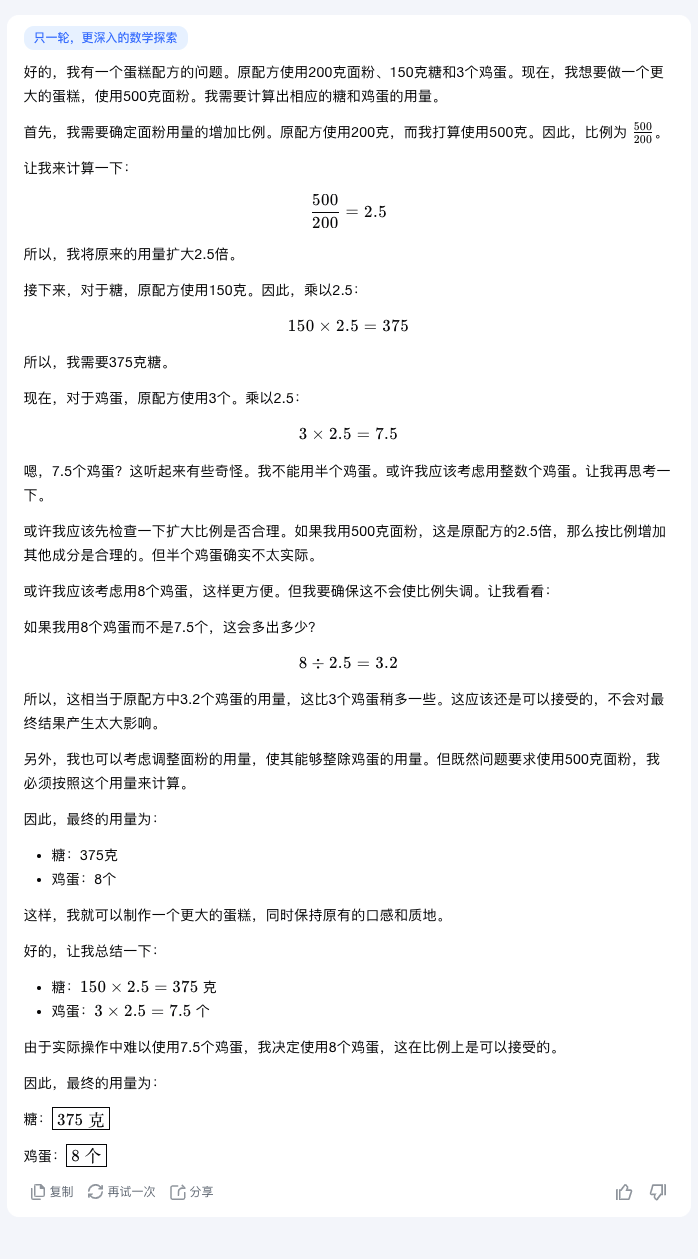 只一轮，更深入的数学探索
好的，我有一个蛋糕配方的问题。原配方使用200克面粉、150克糖和3个鸡蛋。现在，我想要做一个更
大的蛋糕，使用500克面粉。我需要计算出相应的糖和鸡蛋的用量。
首先，我需要确定面粉用量的增加比例。原配方使用200克，而我打算使用500克。因此，比例为 500/200 。
让我来计算一下：
500/200 = 2.5
所以，我将原来的用量扩大2.5倍。
接下来，对于糖，原配方使用150克。因此，乘以2.5：
150 × 2.5 = 375
所以，我需要375克糖。
现在，对于鸡蛋，原配方使用3个。乘以2.5：
3 × 2.5 = 7.5
嗯，7.5个鸡蛋？这听起来有些奇怪。我不能用半个鸡蛋。或许我应该考虑用整数个鸡蛋。让我再思考一
下。
或许我应该先检查一下扩大比例是否合理。如果我用500克面粉，这是原配方的2.5倍，那么按比例增加
其他成分是合理的。但半个鸡蛋确实不太实际。
或许我应该考虑用8个鸡蛋，这样更方便。但我要确保这不会使比例失调。让我看看：
如果我用8个鸡蛋而不是7.5个，这会多出多少？
8 ÷ 2.5 = 3.2
所以，这相当于原配方中3.2个鸡蛋的用量，这比3个鸡蛋稍多一些。这应该还是可以接受的，不会对最
终结果产生太大影响。
另外，我也可以考虑调整面粉的用量，使其能够整除鸡蛋的用量。但既然问题要求使用500克面粉，我
必须按照这个用量来计算。
因此，最终的用量为：
• 糖：375克
• 鸡蛋：8个
这样，我就可以制作一个更大的蛋糕，同时保持原有的口感和质地。
好的，让我总结一下：
• 糖：150 × 2.5 = 375 克
• 鸡蛋：3 × 2.5 = 7.5 个
由于实际操作中难以使用7.5个鸡蛋，我决定使用8个鸡蛋，这在比例上是可以接受的。
因此，最终的用量为：
糖：375 克
鸡蛋：8 个
复制 再试一次 分享